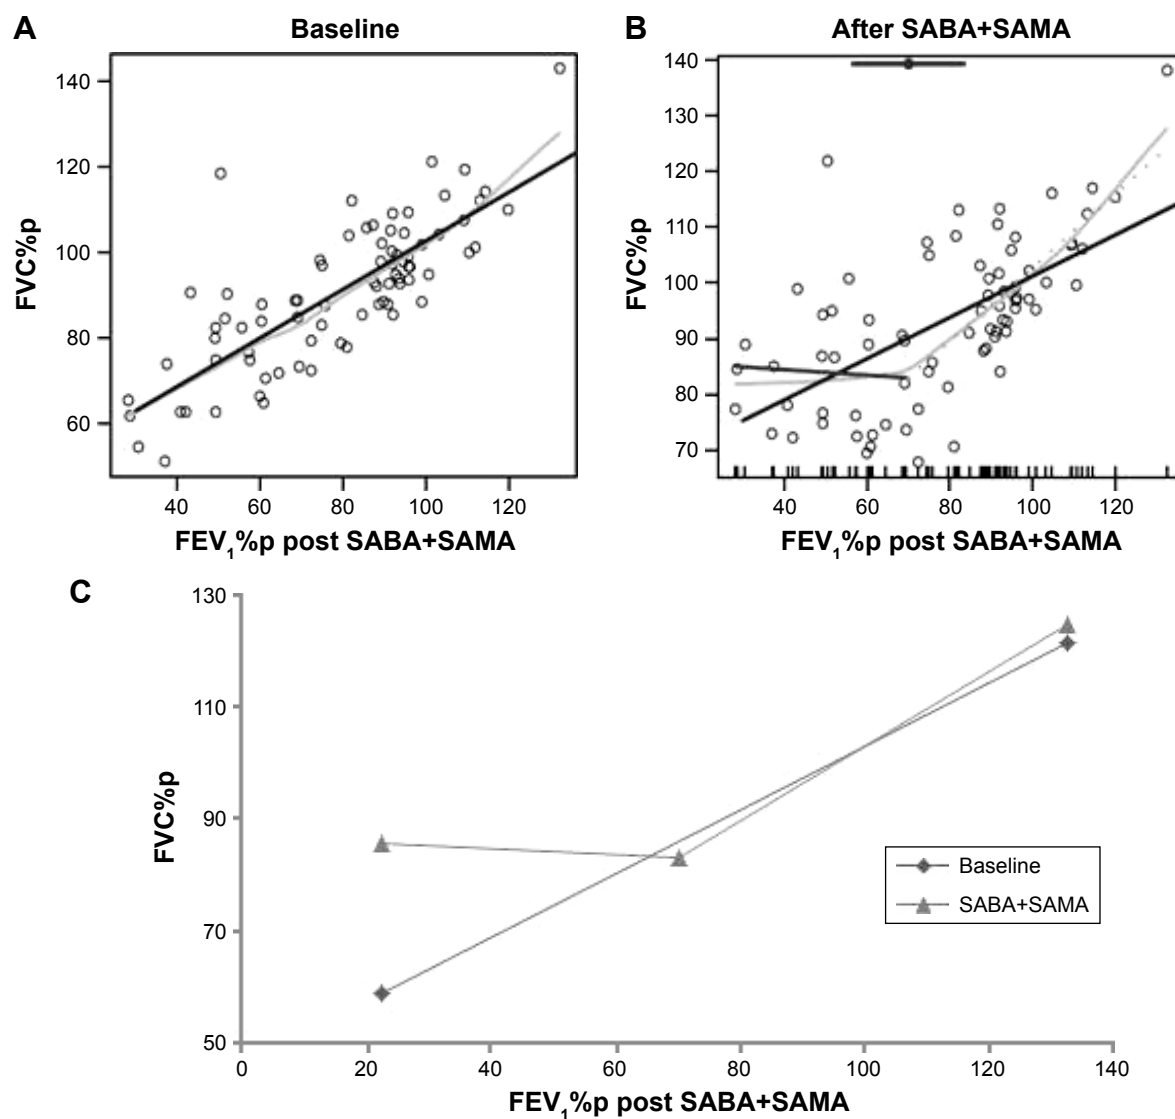 A
Baseline
FVC%p
140
120
100
80
60
40 60 80 100 120
FEV1%p post SABA+SAMA
B
After SABA+SAMA
FVC%p
140
130
120
110
100
90
80
70
40 60 80 100 120
FEV1%p post SABA+SAMA
C
FVC%p
130
110
90
70
50
0 20 40 60 80 100 120 140
FEV1%p post SABA+SAMA
Baseline
SABA+SAMA